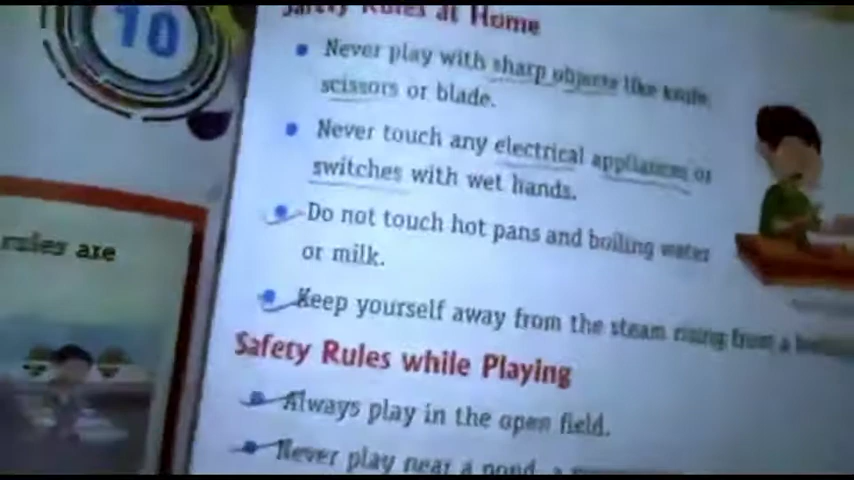 10
rules are
Safety Rules at Home
Never play with sharp objects like knife,
scissors or blade.
Never touch any electrical appliances or
switches with wet hands.
Do not touch hot pans and boiling water
or milk.
Keep yourself away from the steam rising from a
Safety Rules while Playing
Always play in the open field.
Never play near a pond, a